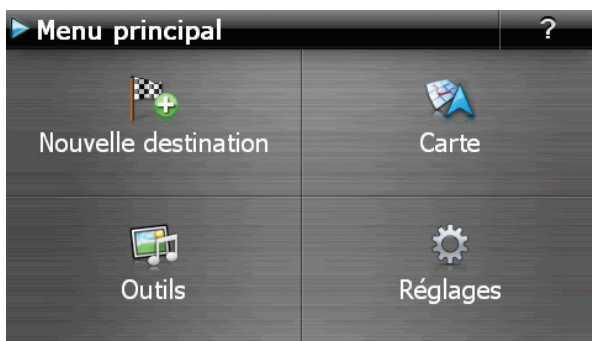 Menu principal ?
Nouvelle destination Carte
Outils Réglages